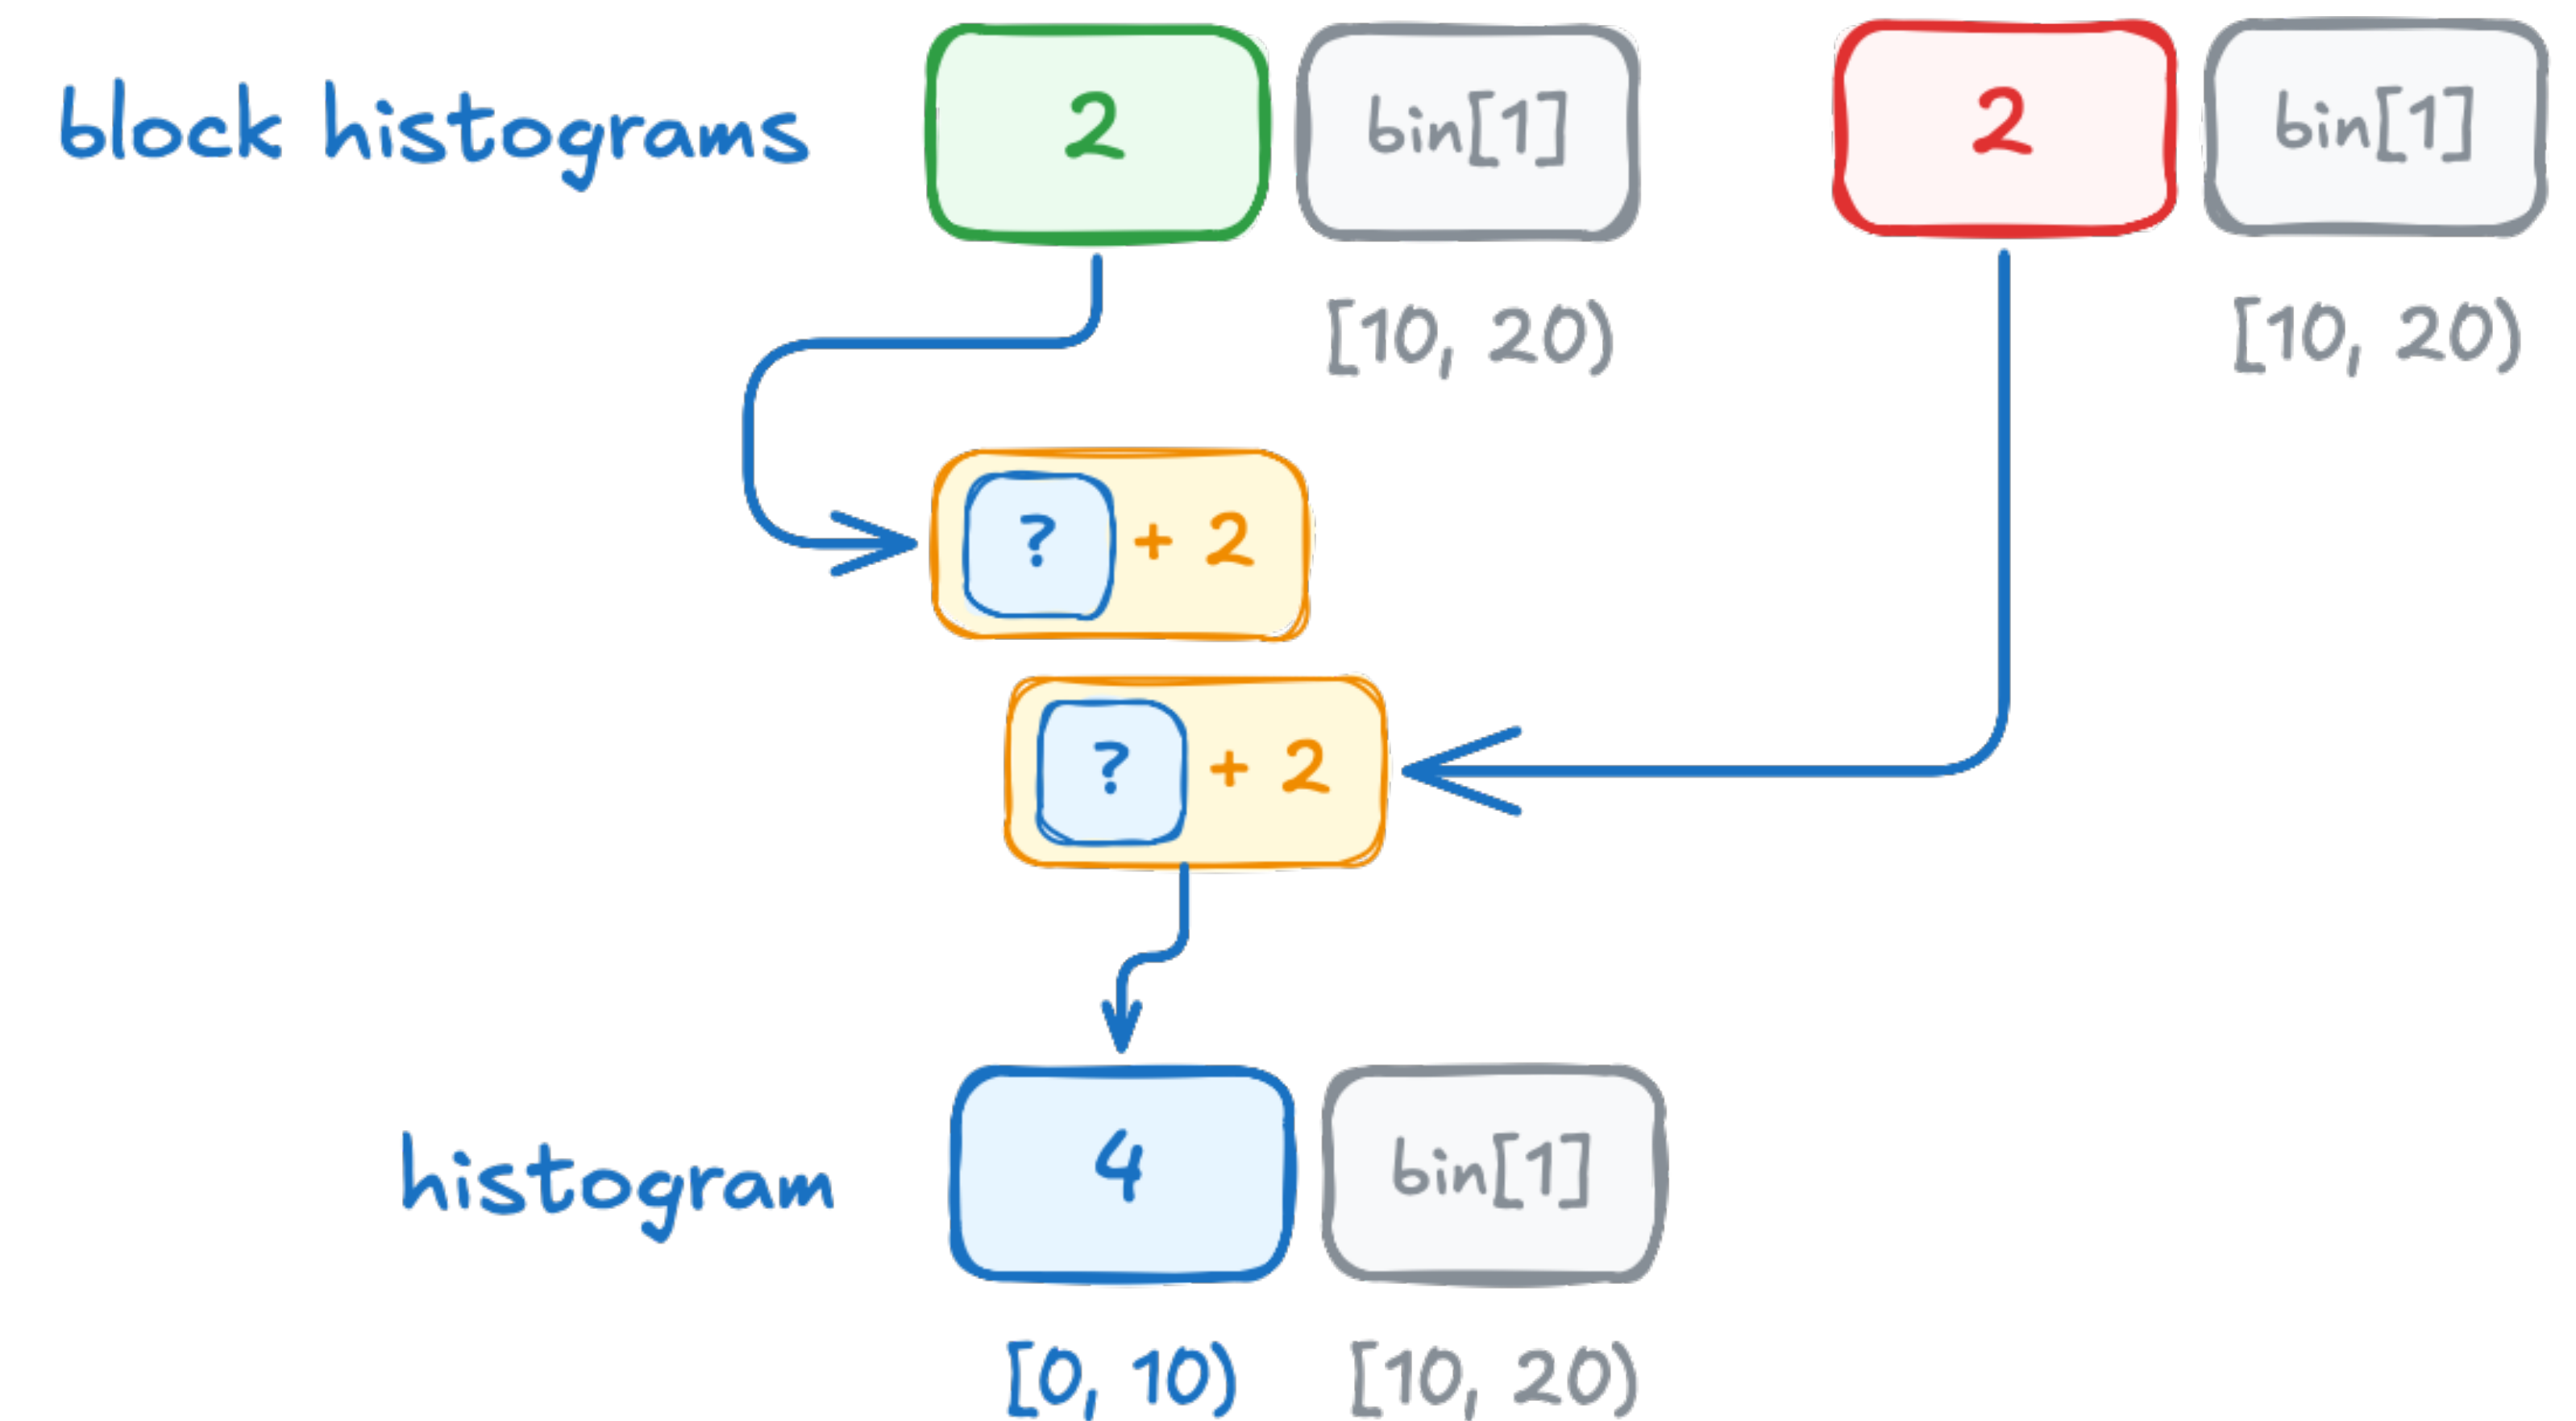 block histograms
2
bin[1]
2
bin[1]
[10, 20)
[10, 20)
? + 2
? + 2
histogram
4
bin[1]
[0, 10)
[10, 20)